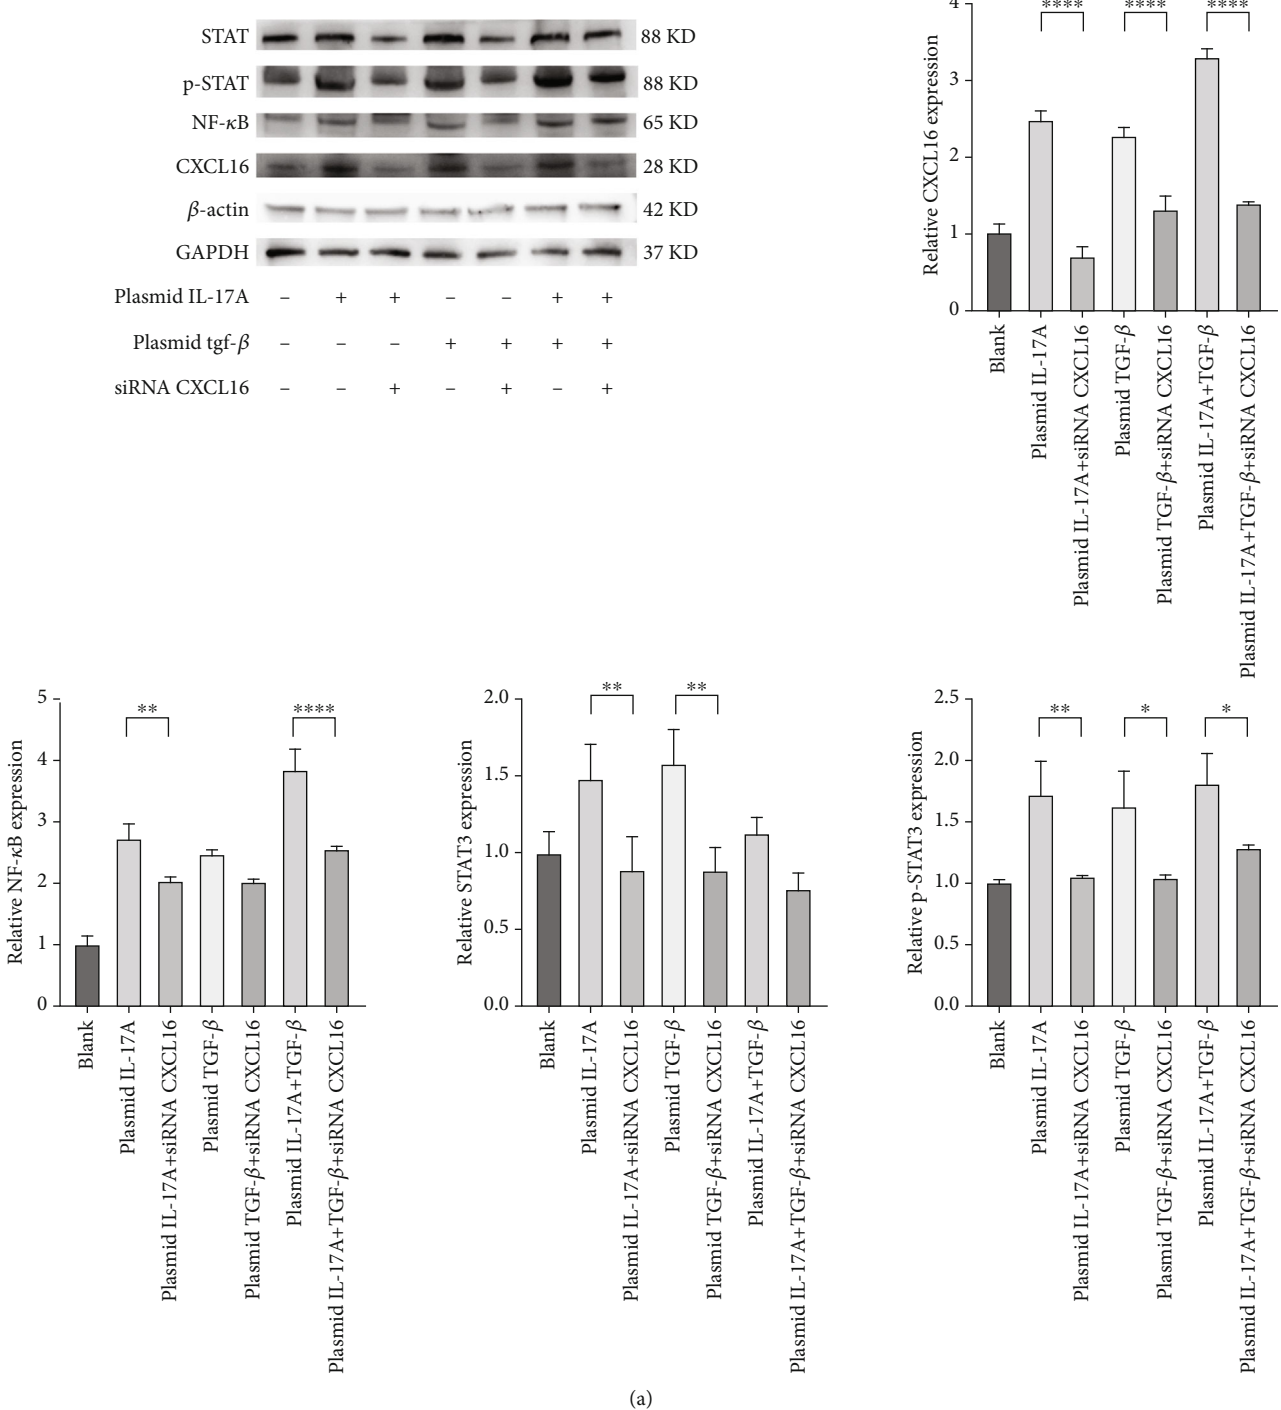 STAT 88 KD
p-STAT 88 KD
NF-κB 65 KD
CXCL16 28 KD
β-actin 42 KD
GAPDH 37 KD
Plasmid IL-17A – + + – – + +
Plasmid tgf-β – – – + + + +
siRNA CXCL16 – – + – + – +
**** **** ****
Relative CXCL16 expression
4
3
2
1
0
Blank
Plasmid IL-17A
Plasmid IL-17A+siRNA CXCL16
Plasmid TGF-β
Plasmid TGF-β+siRNA CXCL16
Plasmid IL-17A+TGF-β
Plasmid IL-17A+TGF-β+siRNA CXCL16
** ****
Relative NF-κB expression
5
4
3
2
1
0
Blank
Plasmid IL-17A
Plasmid IL-17A+siRNA CXCL16
Plasmid TGF-β
Plasmid TGF-β+siRNA CXCL16
Plasmid IL-17A+TGF-β
Plasmid IL-17A+TGF-β+siRNA CXCL16
** **
Relative STAT3 expression
2.0
1.5
1.0
0.5
0.0
Blank
Plasmid IL-17A
Plasmid IL-17A+siRNA CXCL16
Plasmid TGF-β
Plasmid TGF-β+siRNA CXCL16
Plasmid IL-17A+TGF-β
Plasmid IL-17A+TGF-β+siRNA CXCL16
** * *
Relative p-STAT3 expression
2.5
2.0
1.5
1.0
0.5
0.0
Blank
Plasmid IL-17A
Plasmid IL-17A+siRNA CXCL16
Plasmid TGF-β
Plasmid TGF-β+siRNA CXCL16
Plasmid IL-17A+TGF-β
Plasmid IL-17A+TGF-β+siRNA CXCL16
(a)